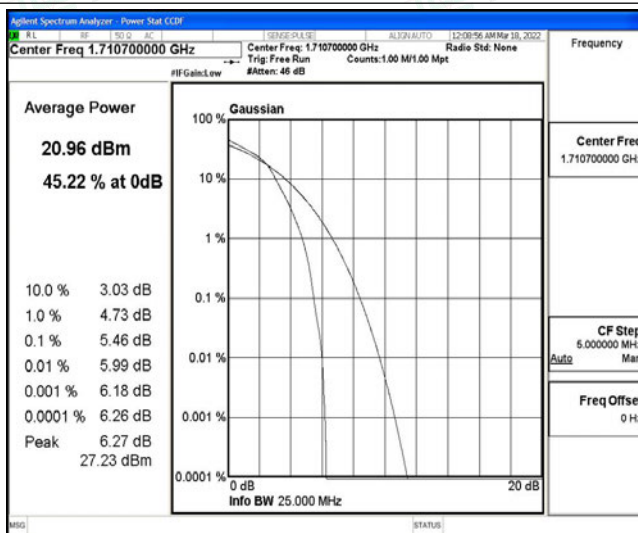 Agilent Spectrum Analyzer - Power Stat CCDF
RL RF 50 Ω AC SENSE:PULSE ALIGN AUTO 12:08:56 AM Mar 18, 2022
Center Freq 1.710700000 GHz
Center Freq: 1.710700000 GHz Radio Std: None
Trig: Free Run Counts:1.00 M/1.00 Mpt
#IFGain:Low #Atten: 46 dB
Frequency
Average Power
20.96 dBm
45.22 % at 0dB
10.0 % 3.03 dB
1.0 % 4.73 dB
0.1 % 5.46 dB
0.01 % 5.99 dB
0.001 % 6.18 dB
0.0001 % 6.26 dB
Peak 6.27 dB
27.23 dBm
Gaussian
100 %
10 %
1 %
0.1 %
0.01 %
0.001 %
0.0001 %
0 dB 20 dB
Info BW 25.000 MHz
Center Freq
1.710700000 GHz
CF Step
5.000000 MHz
Auto Man
Freq Offset
0 Hz
MSG STATUS